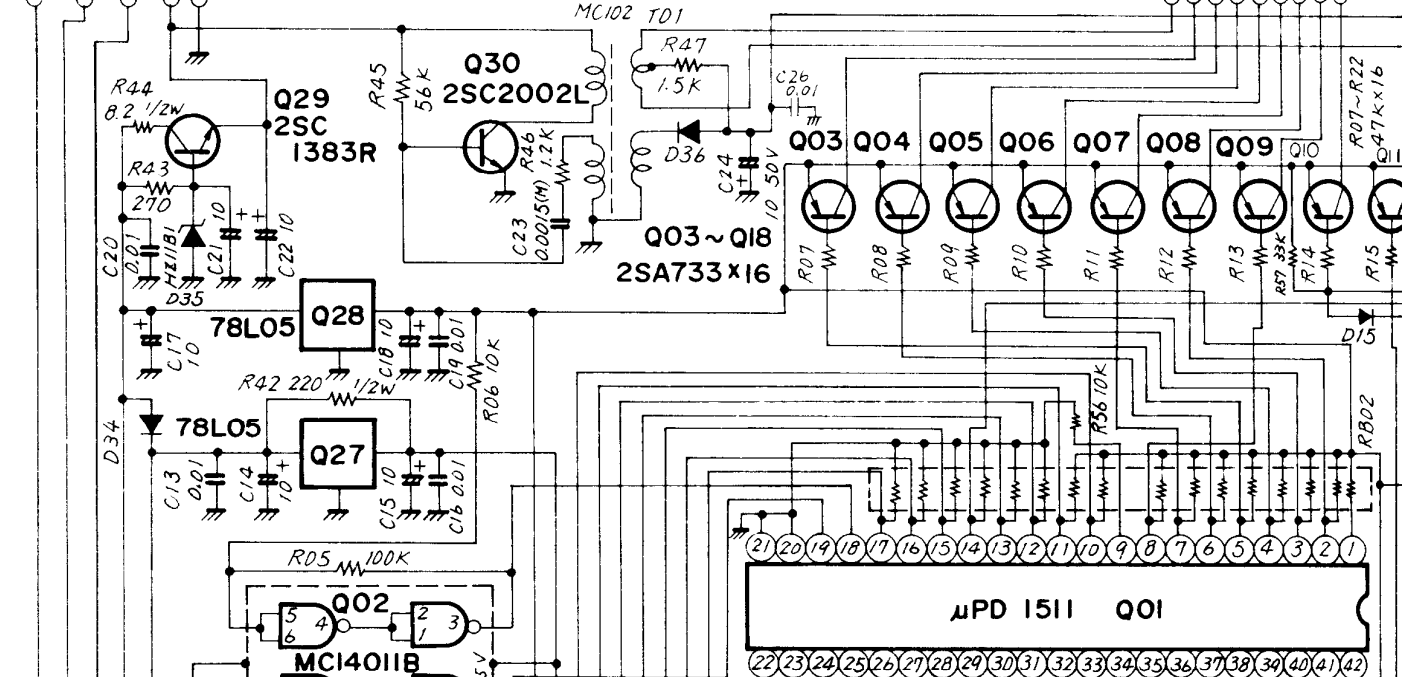 MC102 TD1
R44
8.2 1/2W
Q29
2SC
1383R
R45
56K
Q30
2SC2002L
R47
1.5K
C26
0.01
R46
1.2K
D36
C24
10 50V
Q03
Q04
Q05
Q06
Q07
Q08
Q09
Q10
Q11
R07~R22
47K×16
R43
270
C20
0.01
HZ11B1
D35
C21
10
C22 10
C23
0.0015(M)
Q03~Q18
2SA733×16
R07
R08
R09
R10
R11
R12
R13
R57 33K
R14
R15
D15
C17
10
78L05
Q28
C18 10
C19 0.01
R06 10K
R42 220 1/2W
D34
78L05
Q27
C13
0.01
C14
10
C15 10
C16 0.01
R56 10K
RB02
R05 100K
21 20 19 18 17 16 15 14 13 12 11 10 9 8 7 6 5 4 3 2 1
Q02
5
6
4
2
1
3
MC14011B
5V
μPD 1511 Q01
22 23 24 25 26 27 28 29 30 31 32 33 34 35 36 37 38 39 40 41 42